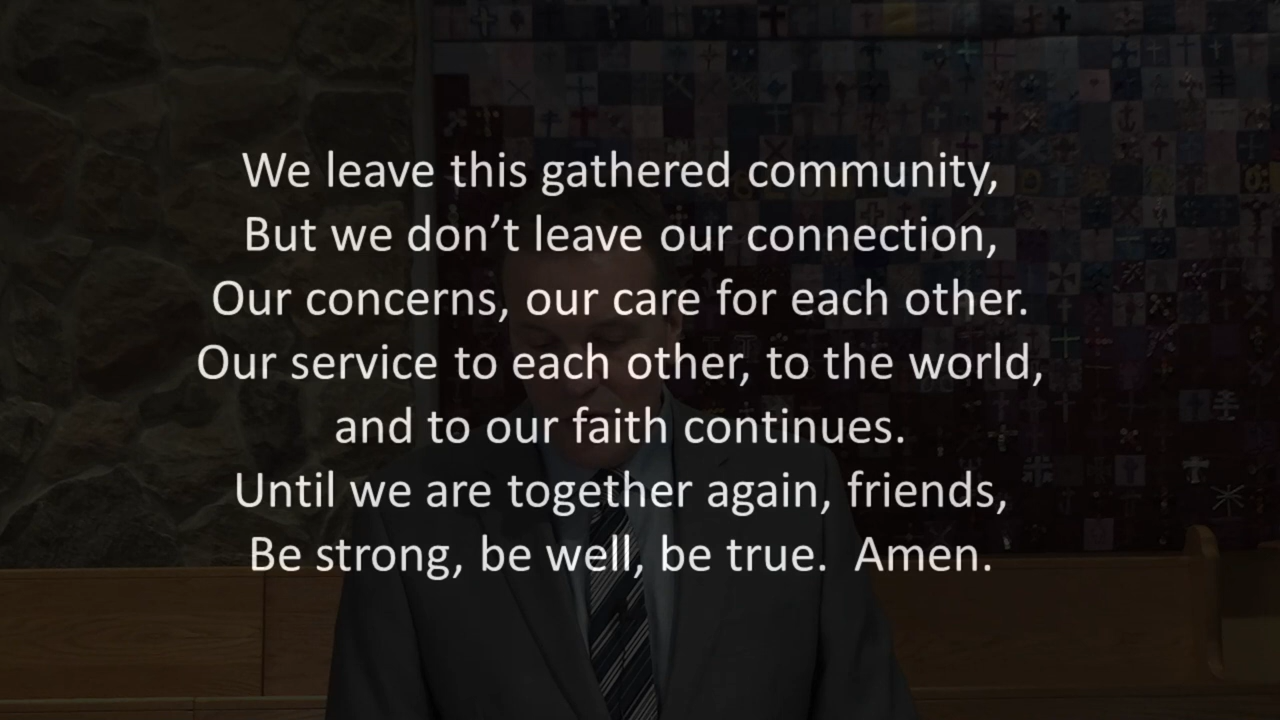 We leave this gathered community,
But we don’t leave our connection,
Our concerns, our care for each other.
Our service to each other, to the world,
and to our faith continues.
Until we are together again, friends,
Be strong, be well, be true.  Amen.